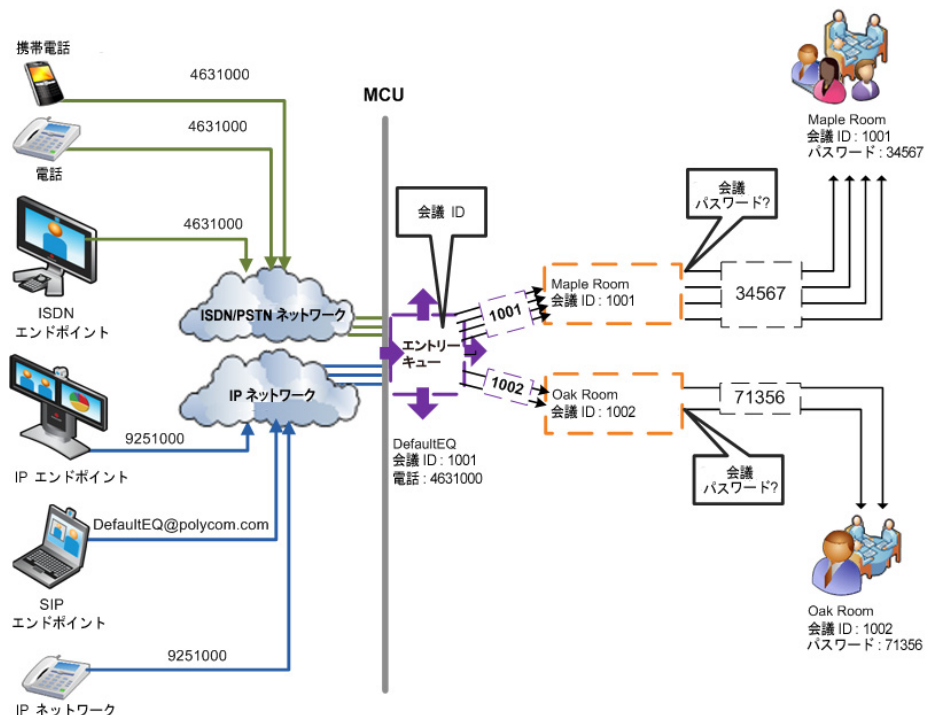 携帯電話
4631000
MCU
4631000
電話
4631000
ISDN
エンドポイント
ISDN/PSTN ネットワーク
IP ネットワーク
9251000
IP エンドポイント
DefaultEQ@polycom.com
SIP
エンドポイント
9251000
IP ネットワーク
会議 ID
エントリー
キュー
DefaultEQ
会議 ID : 1001
電話 : 4631000
1001
1002
Maple Room
会議 ID : 1001
Oak Room
会議 ID : 1002
会議
パスワード?
34567
71356
会議
パスワード?
Maple Room
会議 ID : 1001
パスワード : 34567
Oak Room
会議 ID : 1002
パスワード : 71356